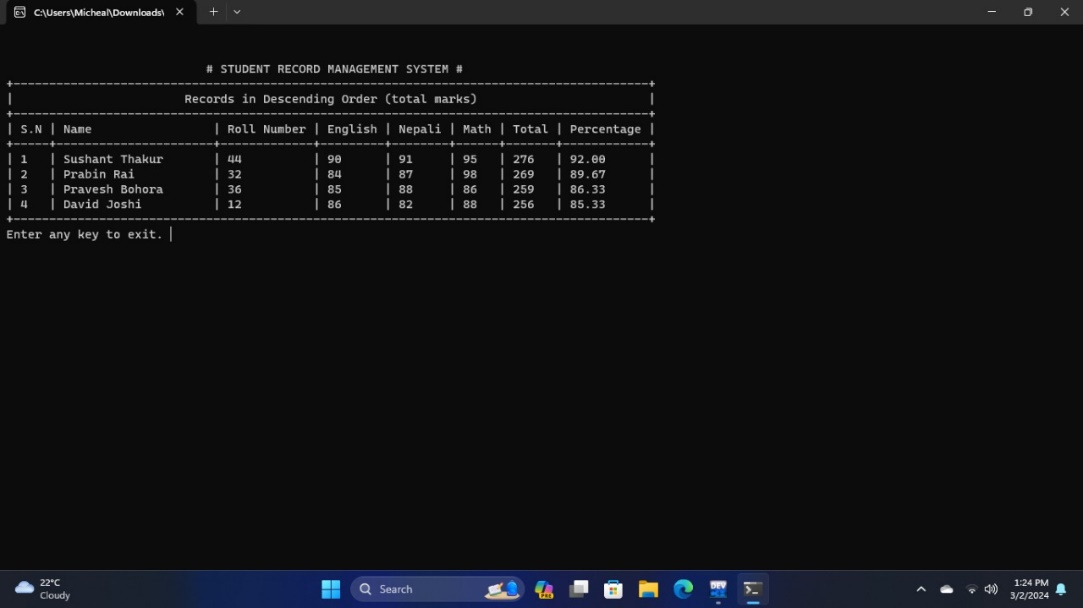 C:\Users\Micheal\Downloads\
# STUDENT RECORD MANAGEMENT SYSTEM #
Records in Descending Order (total marks)
| S.N | Name | Roll Number | English | Nepali | Math | Total | Percentage |
| 1 | Sushant Thakur | 44 | 90 | 91 | 95 | 276 | 92.00 |
| 2 | Prabin Rai | 32 | 84 | 87 | 98 | 269 | 89.67 |
| 3 | Pravesh Bohora | 36 | 85 | 88 | 86 | 259 | 86.33 |
| 4 | David Joshi | 12 | 86 | 82 | 88 | 256 | 85.33 |
Enter any key to exit.
22°C
Cloudy
Search
PRE
DEV
1:24 PM
3/2/2024